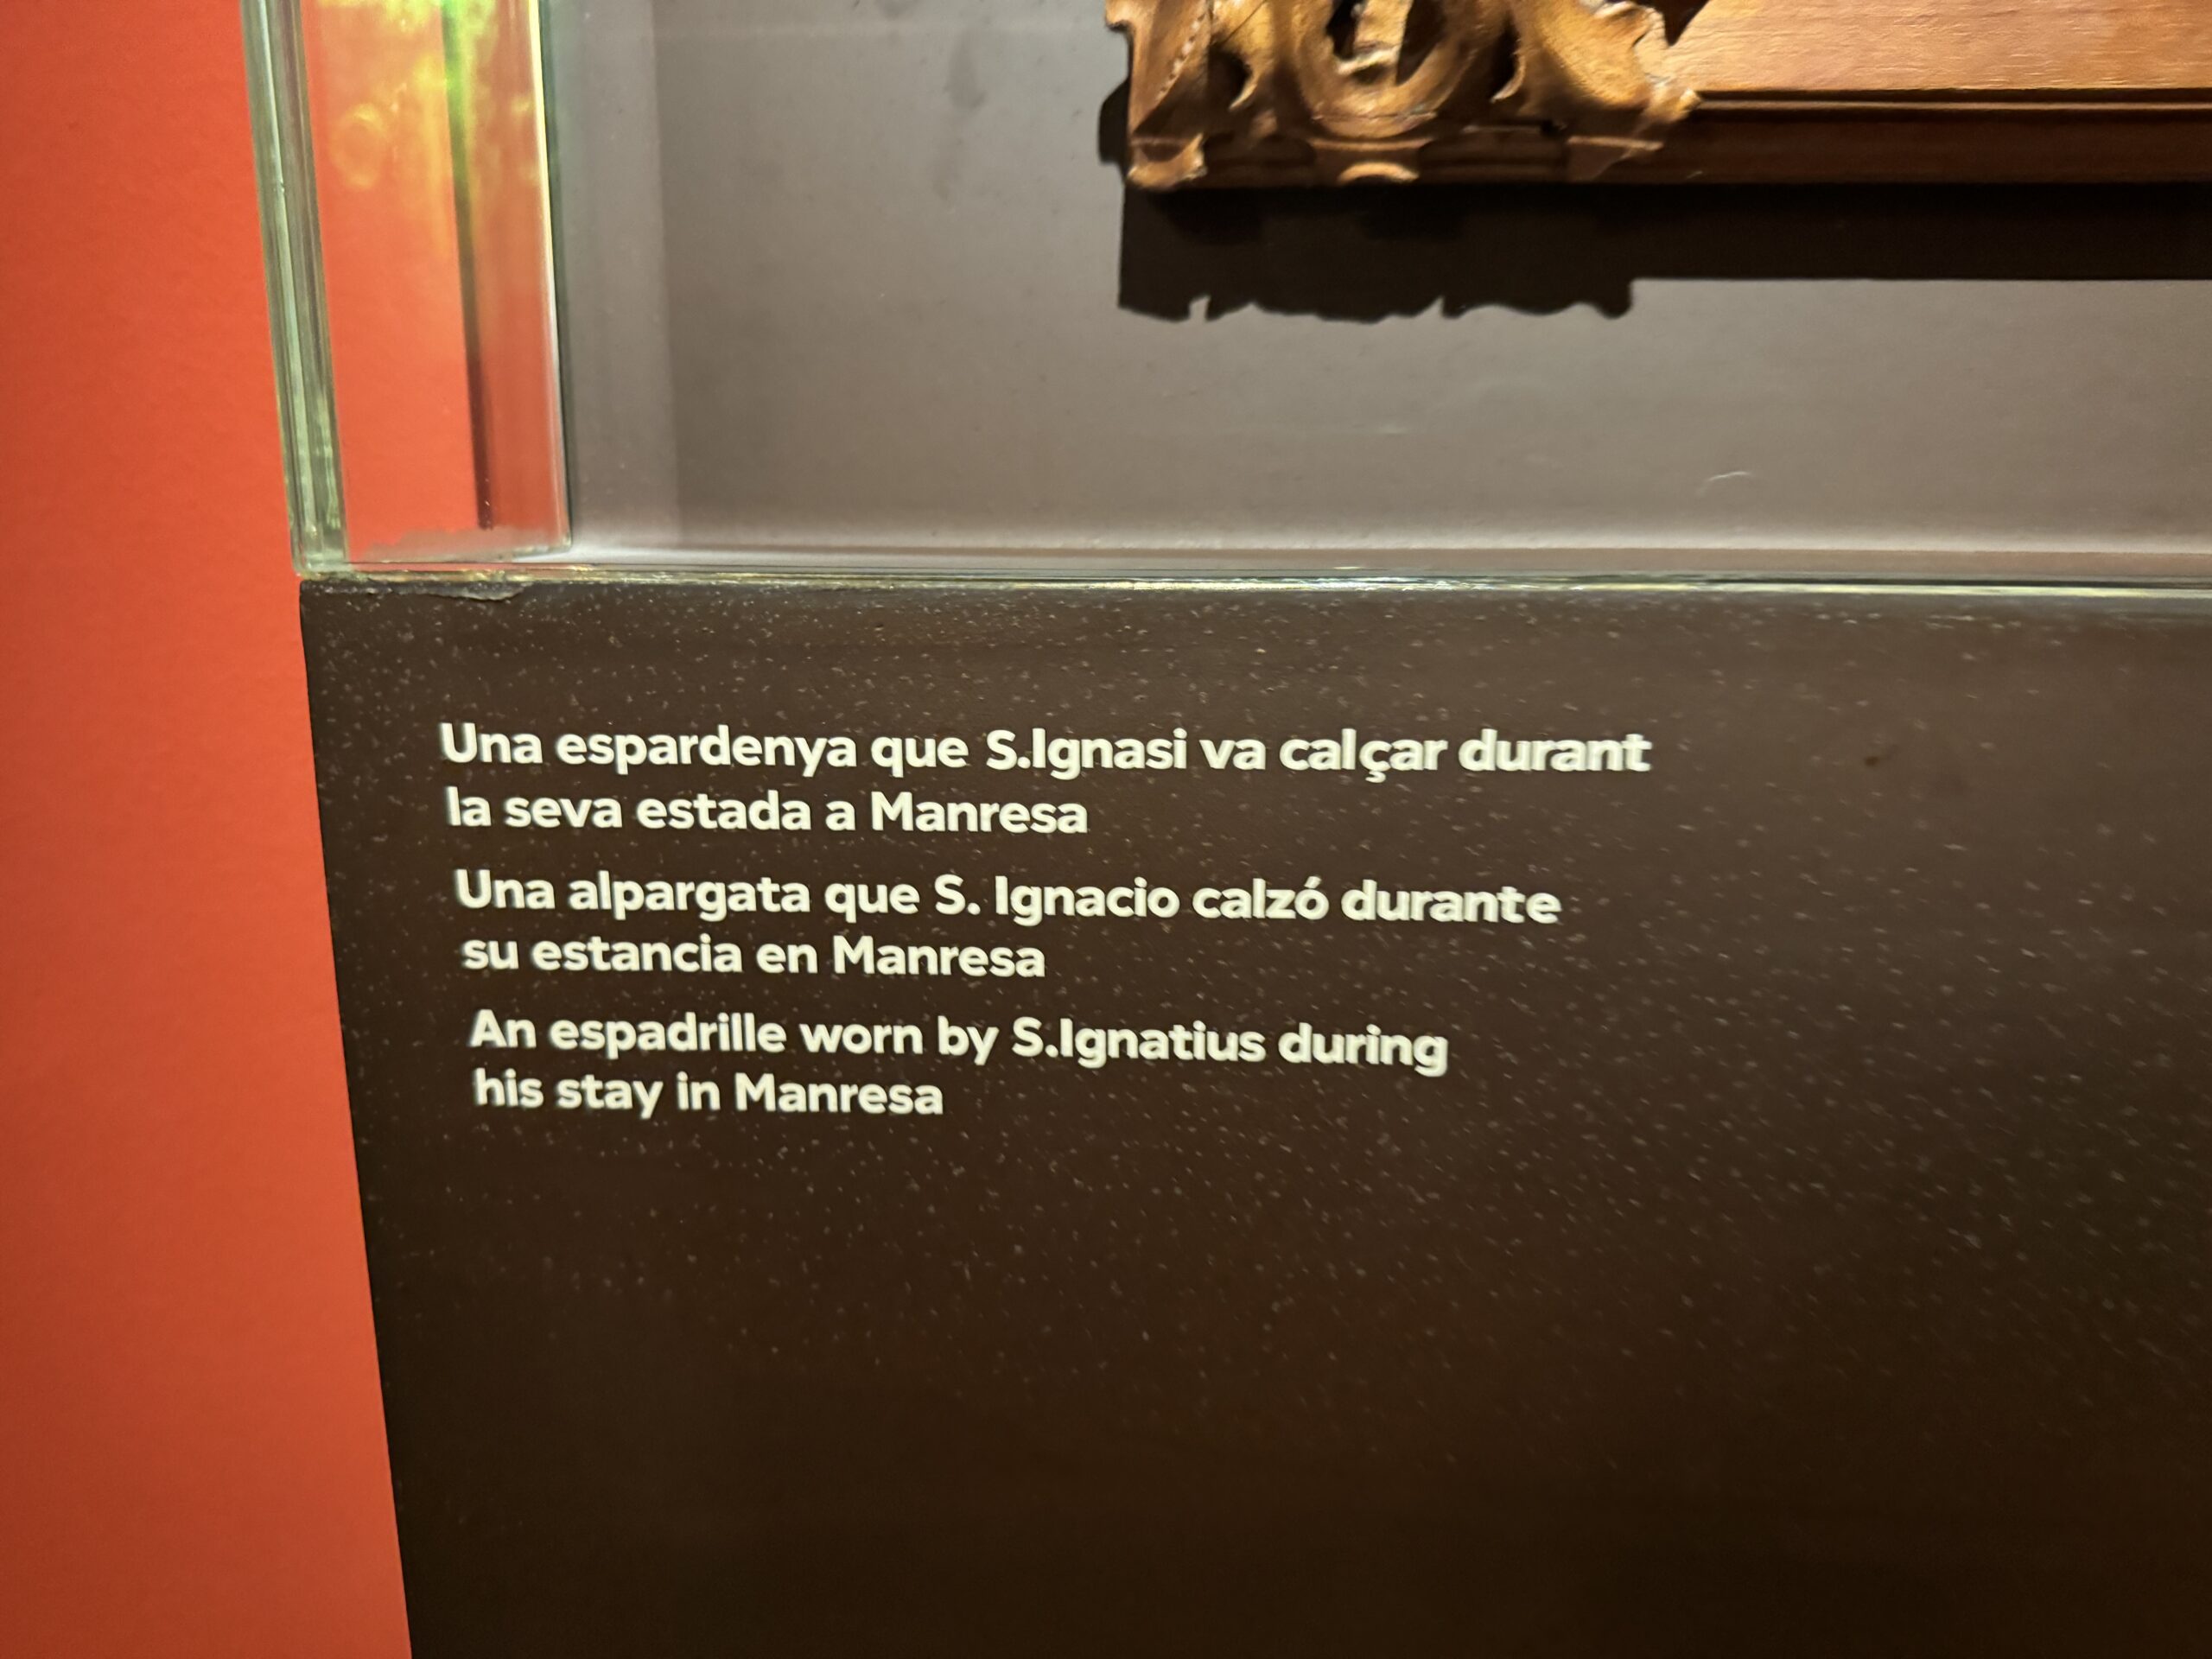 Una espardenya que S.Ignasi va calçar durant
la seva estada a Manresa
Una alpargata que S. Ignacio calzó durante
su estancia en Manresa
An espadrille worn by S.Ignatius during
his stay in Manresa